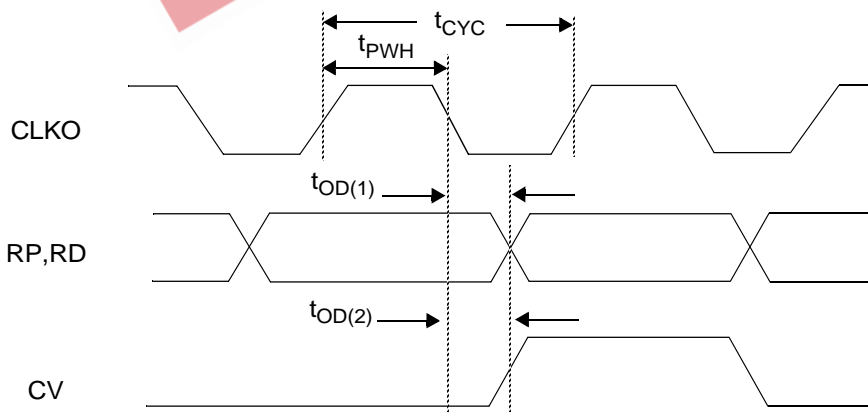 tCYC
tPWH
CLKO
tOD(1)
RP,RD
tOD(2)
CV